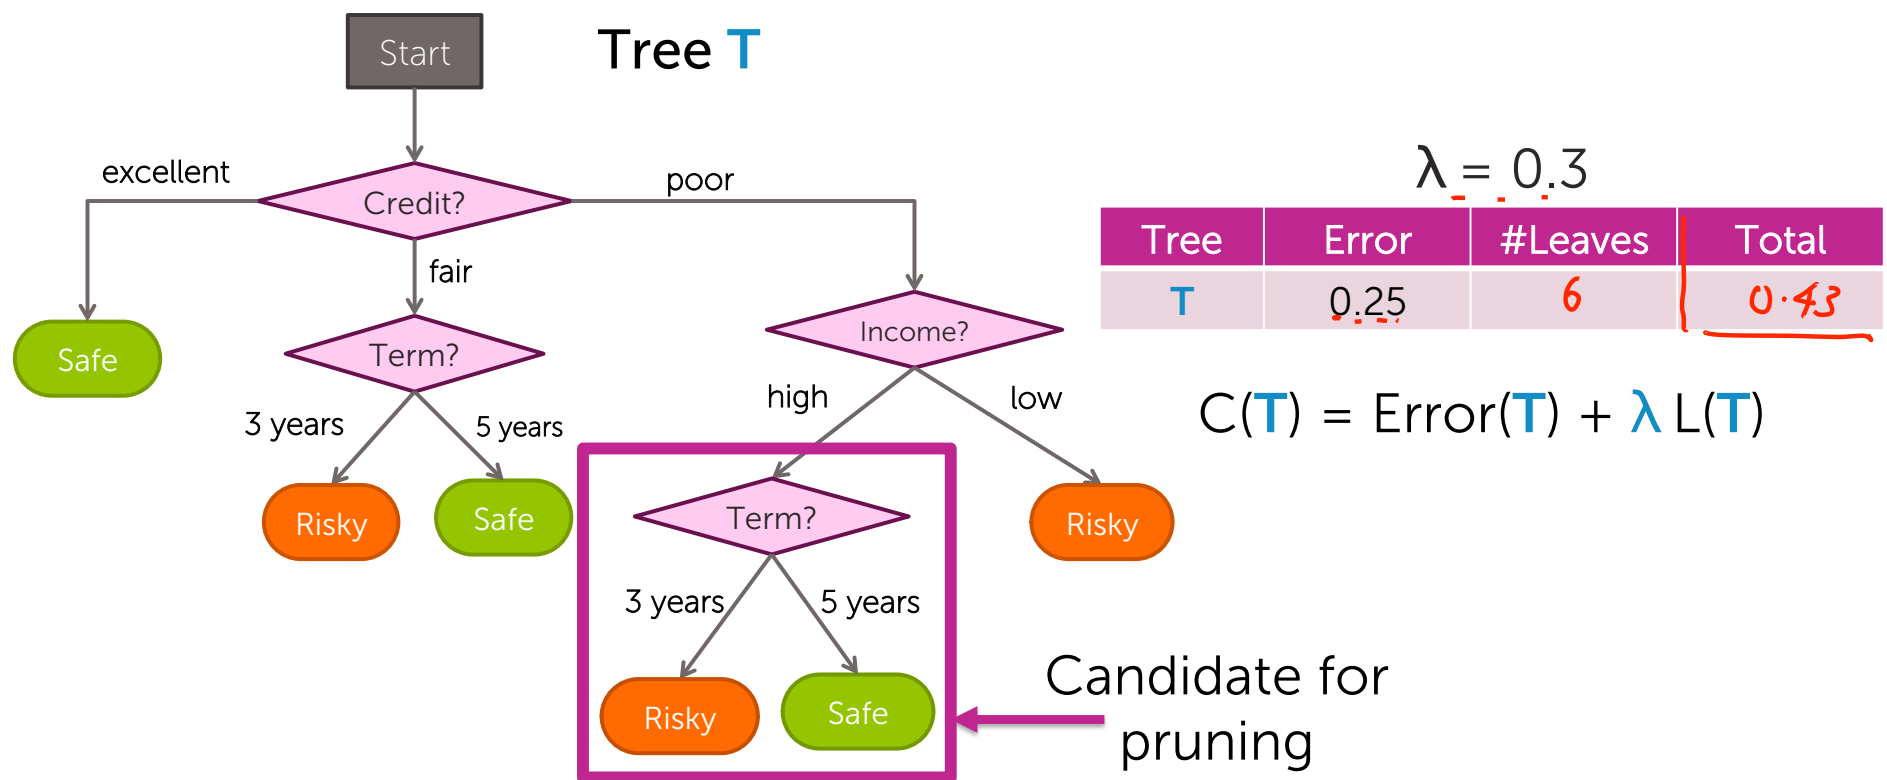 Start
Tree T
excellent
Credit?
poor
fair
Safe
Term?
Income?
3 years
5 years
high
low
Risky
Safe
Term?
Risky
3 years
5 years
Risky
Safe
Candidate for
pruning
λ = 0.3
Tree Error #Leaves Total
T 0.25 6 0.43
C(T) = Error(T) + λ L(T)